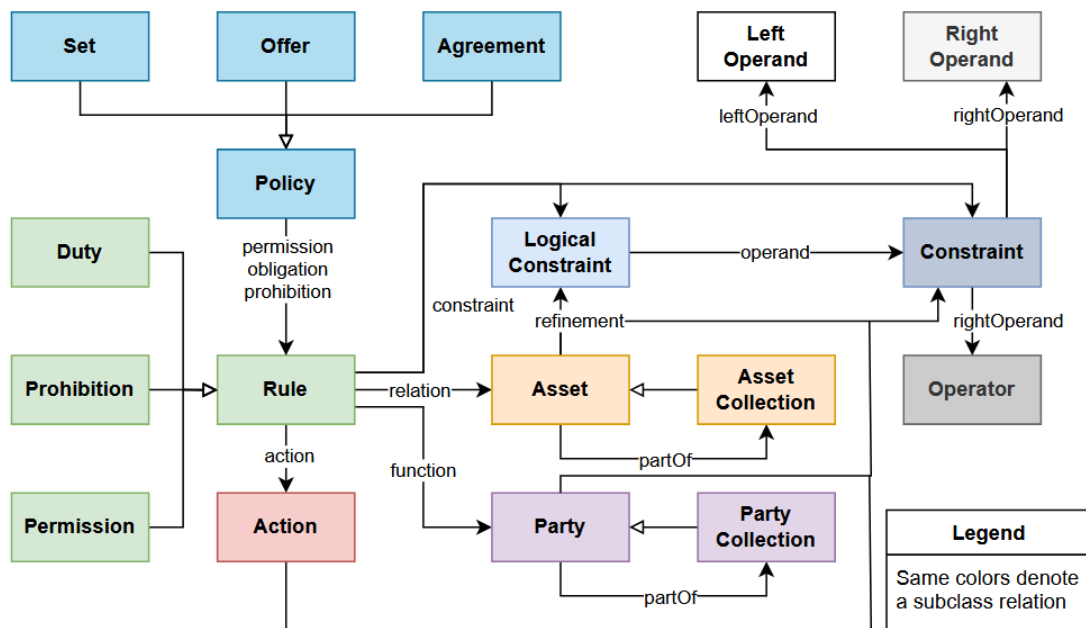 Set
Offer
Agreement
Left
Operand
Right
Operand
leftOperand
rightOperand
Policy
permission
obligation
prohibition
Duty
Logical
Constraint
operand
Constraint
constraint
refinement
rightOperand
Prohibition
Rule
relation
Asset
Asset
Collection
Operator
action
function
partOf
Permission
Action
Party
Party
Collection
partOf
Legend
Same colors denote
a subclass relation